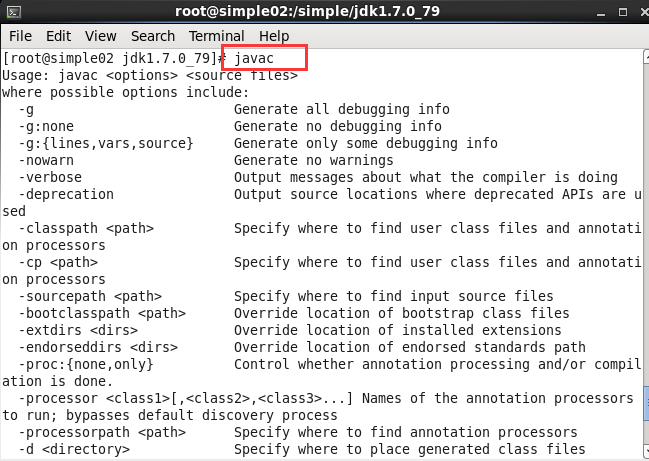 root@simple02:/simple/jdk1.7.0_79
File Edit View Search Terminal Help
[root@simple02 jdk1.7.0_79]# javac
Usage: javac <options> <source files>
where possible options include:
  -g                         Generate all debugging info
  -g:none                    Generate no debugging info
  -g:{lines,vars,source}     Generate only some debugging info
  -nowarn                    Generate no warnings
  -verbose                   Output messages about what the compiler is doing
  -deprecation               Output source locations where deprecated APIs are u
sed
  -classpath <path>          Specify where to find user class files and annotati
on processors
  -cp <path>                 Specify where to find user class files and annotati
on processors
  -sourcepath <path>         Specify where to find input source files
  -bootclasspath <path>      Override location of bootstrap class files
  -extdirs <dirs>            Override location of installed extensions
  -endorseddirs <dirs>       Override location of endorsed standards path
  -proc:{none,only}          Control whether annotation processing and/or compil
ation is done.
  -processor <class1>[,<class2>,<class3>...] Names of the annotation processors
to run; bypasses default discovery process
  -processorpath <path>      Specify where to find annotation processors
  -d <directory>             Specify where to place generated class files